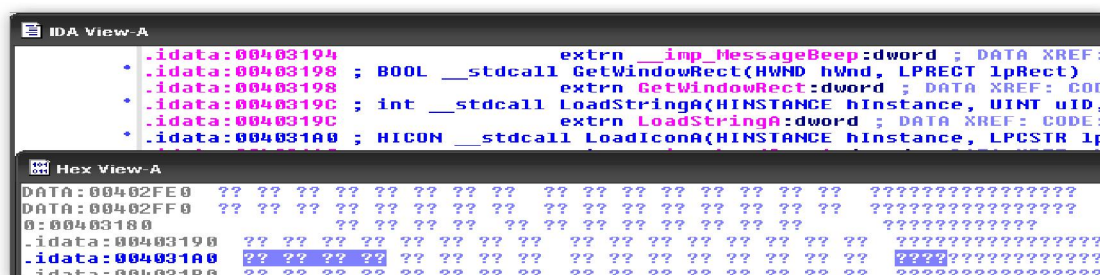 IDA View-A
.idata:00403194 extrn __imp_MessageBeep:dword ; DATA XREF:
.idata:00403198 ; BOOL __stdcall GetWindowRect(HWND hWnd, LPRECT lpRect)
.idata:00403198 extrn GetWindowRect:dword ; DATA XREF: COD
.idata:0040319C ; int __stdcall LoadStringA(HINSTANCE hInstance, UINT uID,
.idata:0040319C extrn LoadStringA:dword ; DATA XREF: CODE:
.idata:004031A0 ; HICON __stdcall LoadIconA(HINSTANCE hInstance, LPCSTR lp
Hex View-A
DATA:00402FE0 ?? ?? ?? ?? ?? ?? ?? ?? ?? ?? ?? ?? ?? ?? ?? ?? ????????????????
DATA:00402FF0 ?? ?? ?? ?? ?? ?? ?? ?? ?? ?? ?? ?? ?? ?? ?? ?? ????????????????
0:00403180 ?? ?? ?? ?? ?? ?? ?? ?? ?? ?? ?? ?? ????????????
.idata:00403190 ?? ?? ?? ?? ?? ?? ?? ?? ?? ?? ?? ?? ?? ?? ?? ?? ????????????????
.idata:004031A0 ?? ?? ?? ?? ?? ?? ?? ?? ?? ?? ?? ?? ?? ?? ?? ?? ????????????????
.idata:004031B0 ?? ?? ?? ?? ?? ?? ?? ?? ?? ?? ?? ?? ?? ?? ?? ?? ????????????????